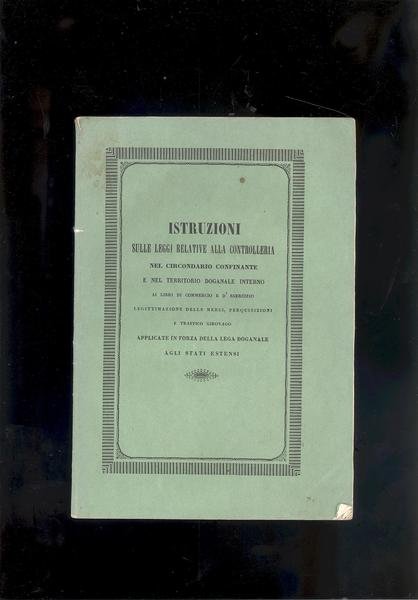 ISTRUZIONI
SULLE LEGGI RELATIVE ALLA CONTROLLERIA
NEL CIRCONDARIO CONFINANTE
E NEL TERRITORIO DOGANALE INTERNO
AI LIBRI DI COMMERCIO E D' ESERCIZIO
LEGITTIMAZIONE DELLE MERCI, PERQUISIZIONI
E TRAFFICO GIROVAGO
APPLICATE IN FORZA DELLA LEGA DOGANALE
AGLI STATI ESTENSI